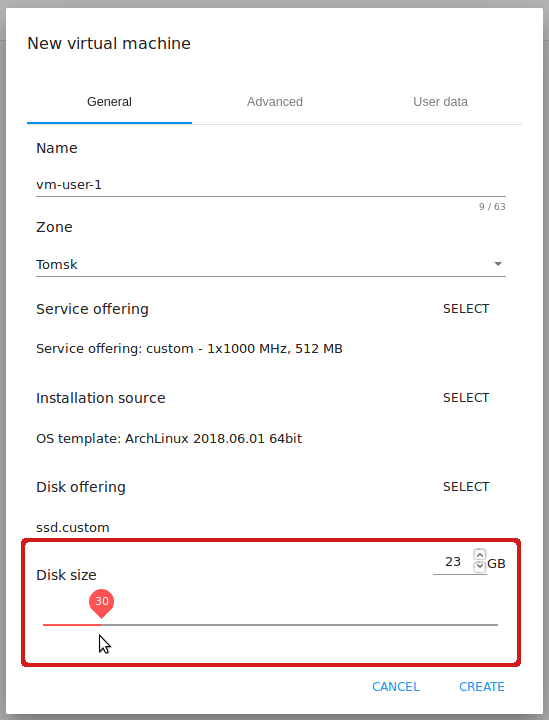 New virtual machine
General Advanced User data
Name
vm-user-1
9 / 63
Zone
Tomsk
Service offering SELECT
Service offering: custom - 1x1000 MHz, 512 MB
Installation source SELECT
OS template: ArchLinux 2018.06.01 64bit
Disk offering SELECT
ssd.custom
23 GB
Disk size
30
CANCEL CREATE